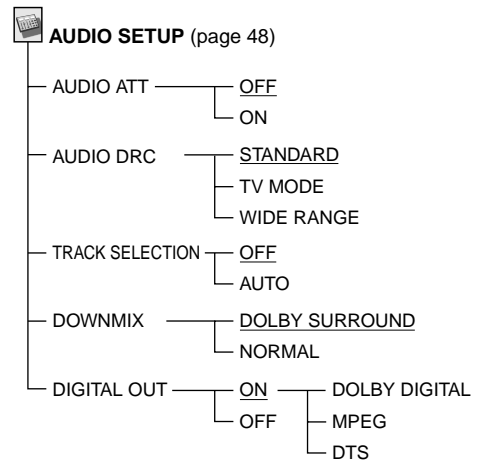 AUDIO SETUP (page 48)
AUDIO ATT OFF
ON
AUDIO DRC STANDARD
TV MODE
WIDE RANGE
TRACK SELECTION OFF
AUTO
DOWNMIX DOLBY SURROUND
NORMAL
DIGITAL OUT ON DOLBY DIGITAL
OFF MPEG
DTS